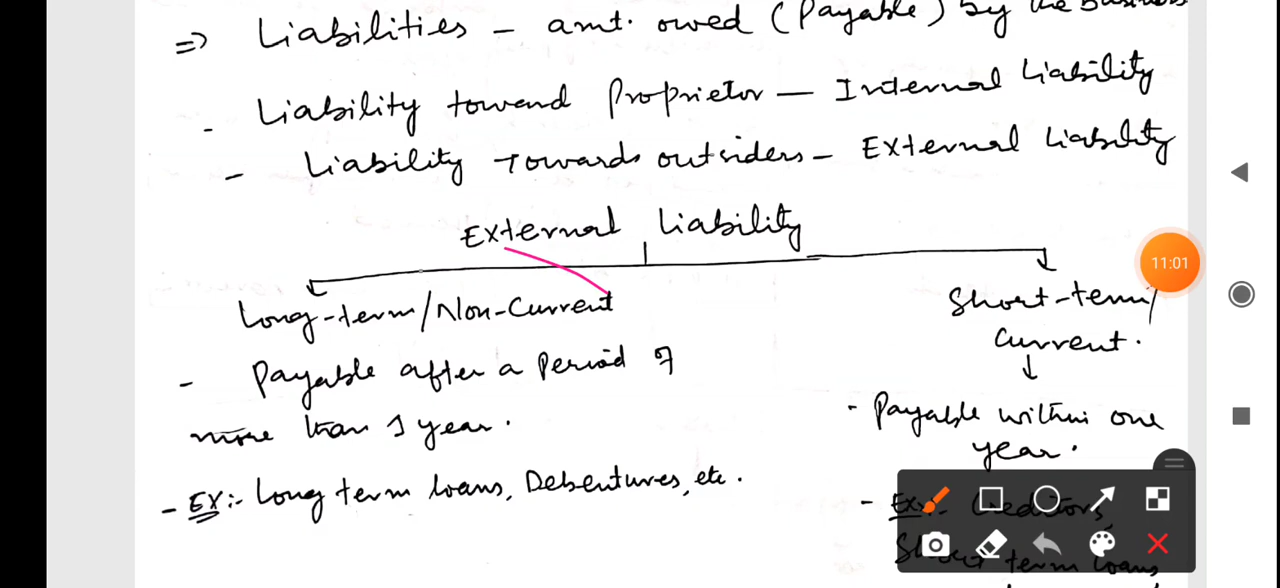 => Liabilities - amt. owed (Payable) by the Business
- Liability toward Proprietor — Internal Liability
- Liability Towards outsiders - External Liability
External Liability
Long-term/Non-Current
- Payable after a Period of
more than 1 year.
- Ex:- Long term loans, Debentures, etc.
Short-term/
Current.
- Payable within one
year.
- Ex:- Creditors,
Short term loans
11:01